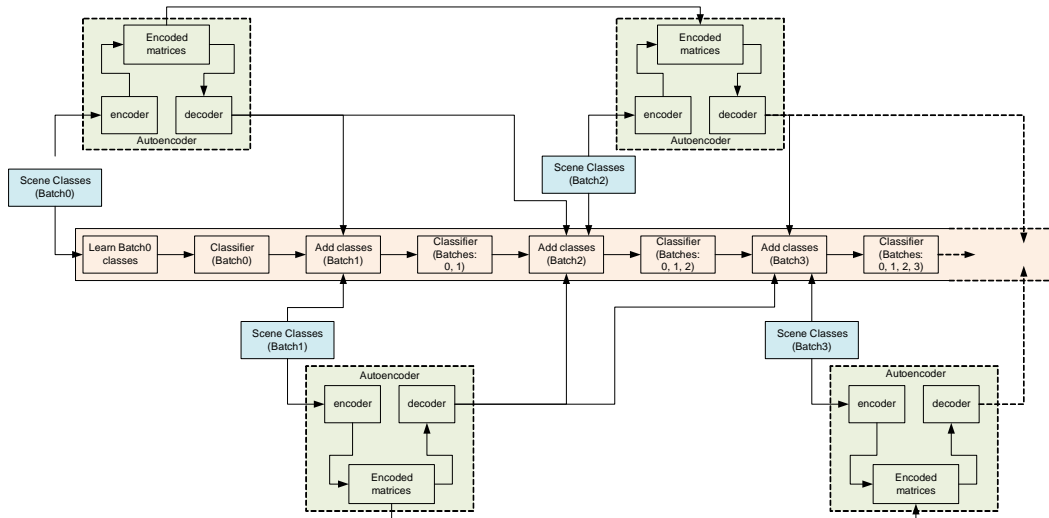 Encoded
matrices
encoder
decoder
Autoencoder
Encoded
matrices
encoder
decoder
Autoencoder
Scene Classes
(Batch0)
Scene Classes
(Batch2)
Learn Batch0
classes
Classifier
(Batch0)
Add classes
(Batch1)
Classifier
(Batches:
0, 1)
Add classes
(Batch2)
Classifier
(Batches:
0, 1, 2)
Add classes
(Batch3)
Classifier
(Batches:
0, 1, 2, 3)
Scene Classes
(Batch1)
Scene Classes
(Batch3)
Autoencoder
encoder
decoder
Encoded
matrices
Autoencoder
encoder
decoder
Encoded
matrices